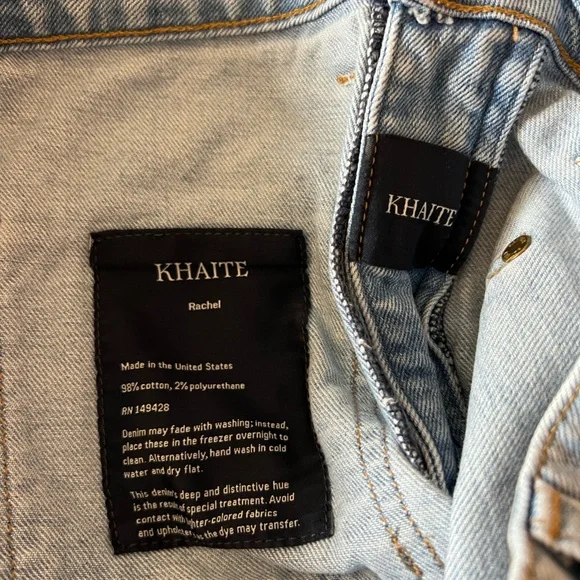 KHAITE
KHAITE
Rachel
Made in the United States
98% cotton, 2% polyurethane
RN 149428
Denim may fade with washing; instead,
place these in the freezer overnight to
clean. Alternatively, hand wash in cold
water and dry flat.
This denim's deep and distinctive hue
is the result of special treatment. Avoid
contact with lighter-colored fabrics
and upholstery as the dye may transfer.